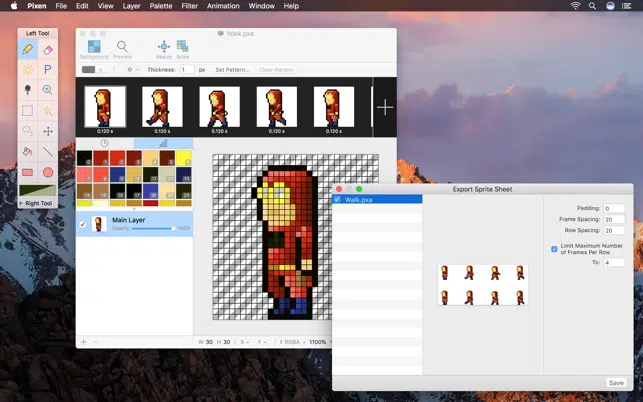 Pixen File Edit View Layer Palette Filter Animation Window Help
Left Tool
P
Right Tool
Walk.pxa
Background Preview Resize Scale
Thickness: 1 px Set Pattern... Clear Pattern
0.120 s 0.120 s 0.120 s 0.120 s 0.120 s
Main Layer
Opacity 100%
W 30 H 30 X - Y - RGBA - 1100%
Export Sprite Sheet
Walk.pxa
Padding: 0
Frame Spacing: 20
Row Spacing: 20
Limit Maximum Number
of Frames Per Row
To: 4
Save